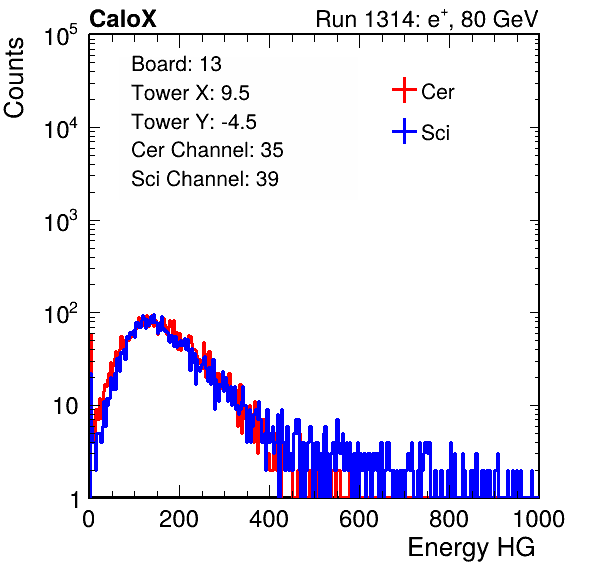 CaloX Run 1314: e⁺, 80 GeV
Counts
Board: 13
Tower X: 9.5
Tower Y: -4.5
Cer Channel: 35
Sci Channel: 39
Cer
Sci
10⁵
10⁴
10³
10²
10
1
0 200 400 600 800 1000
Energy HG